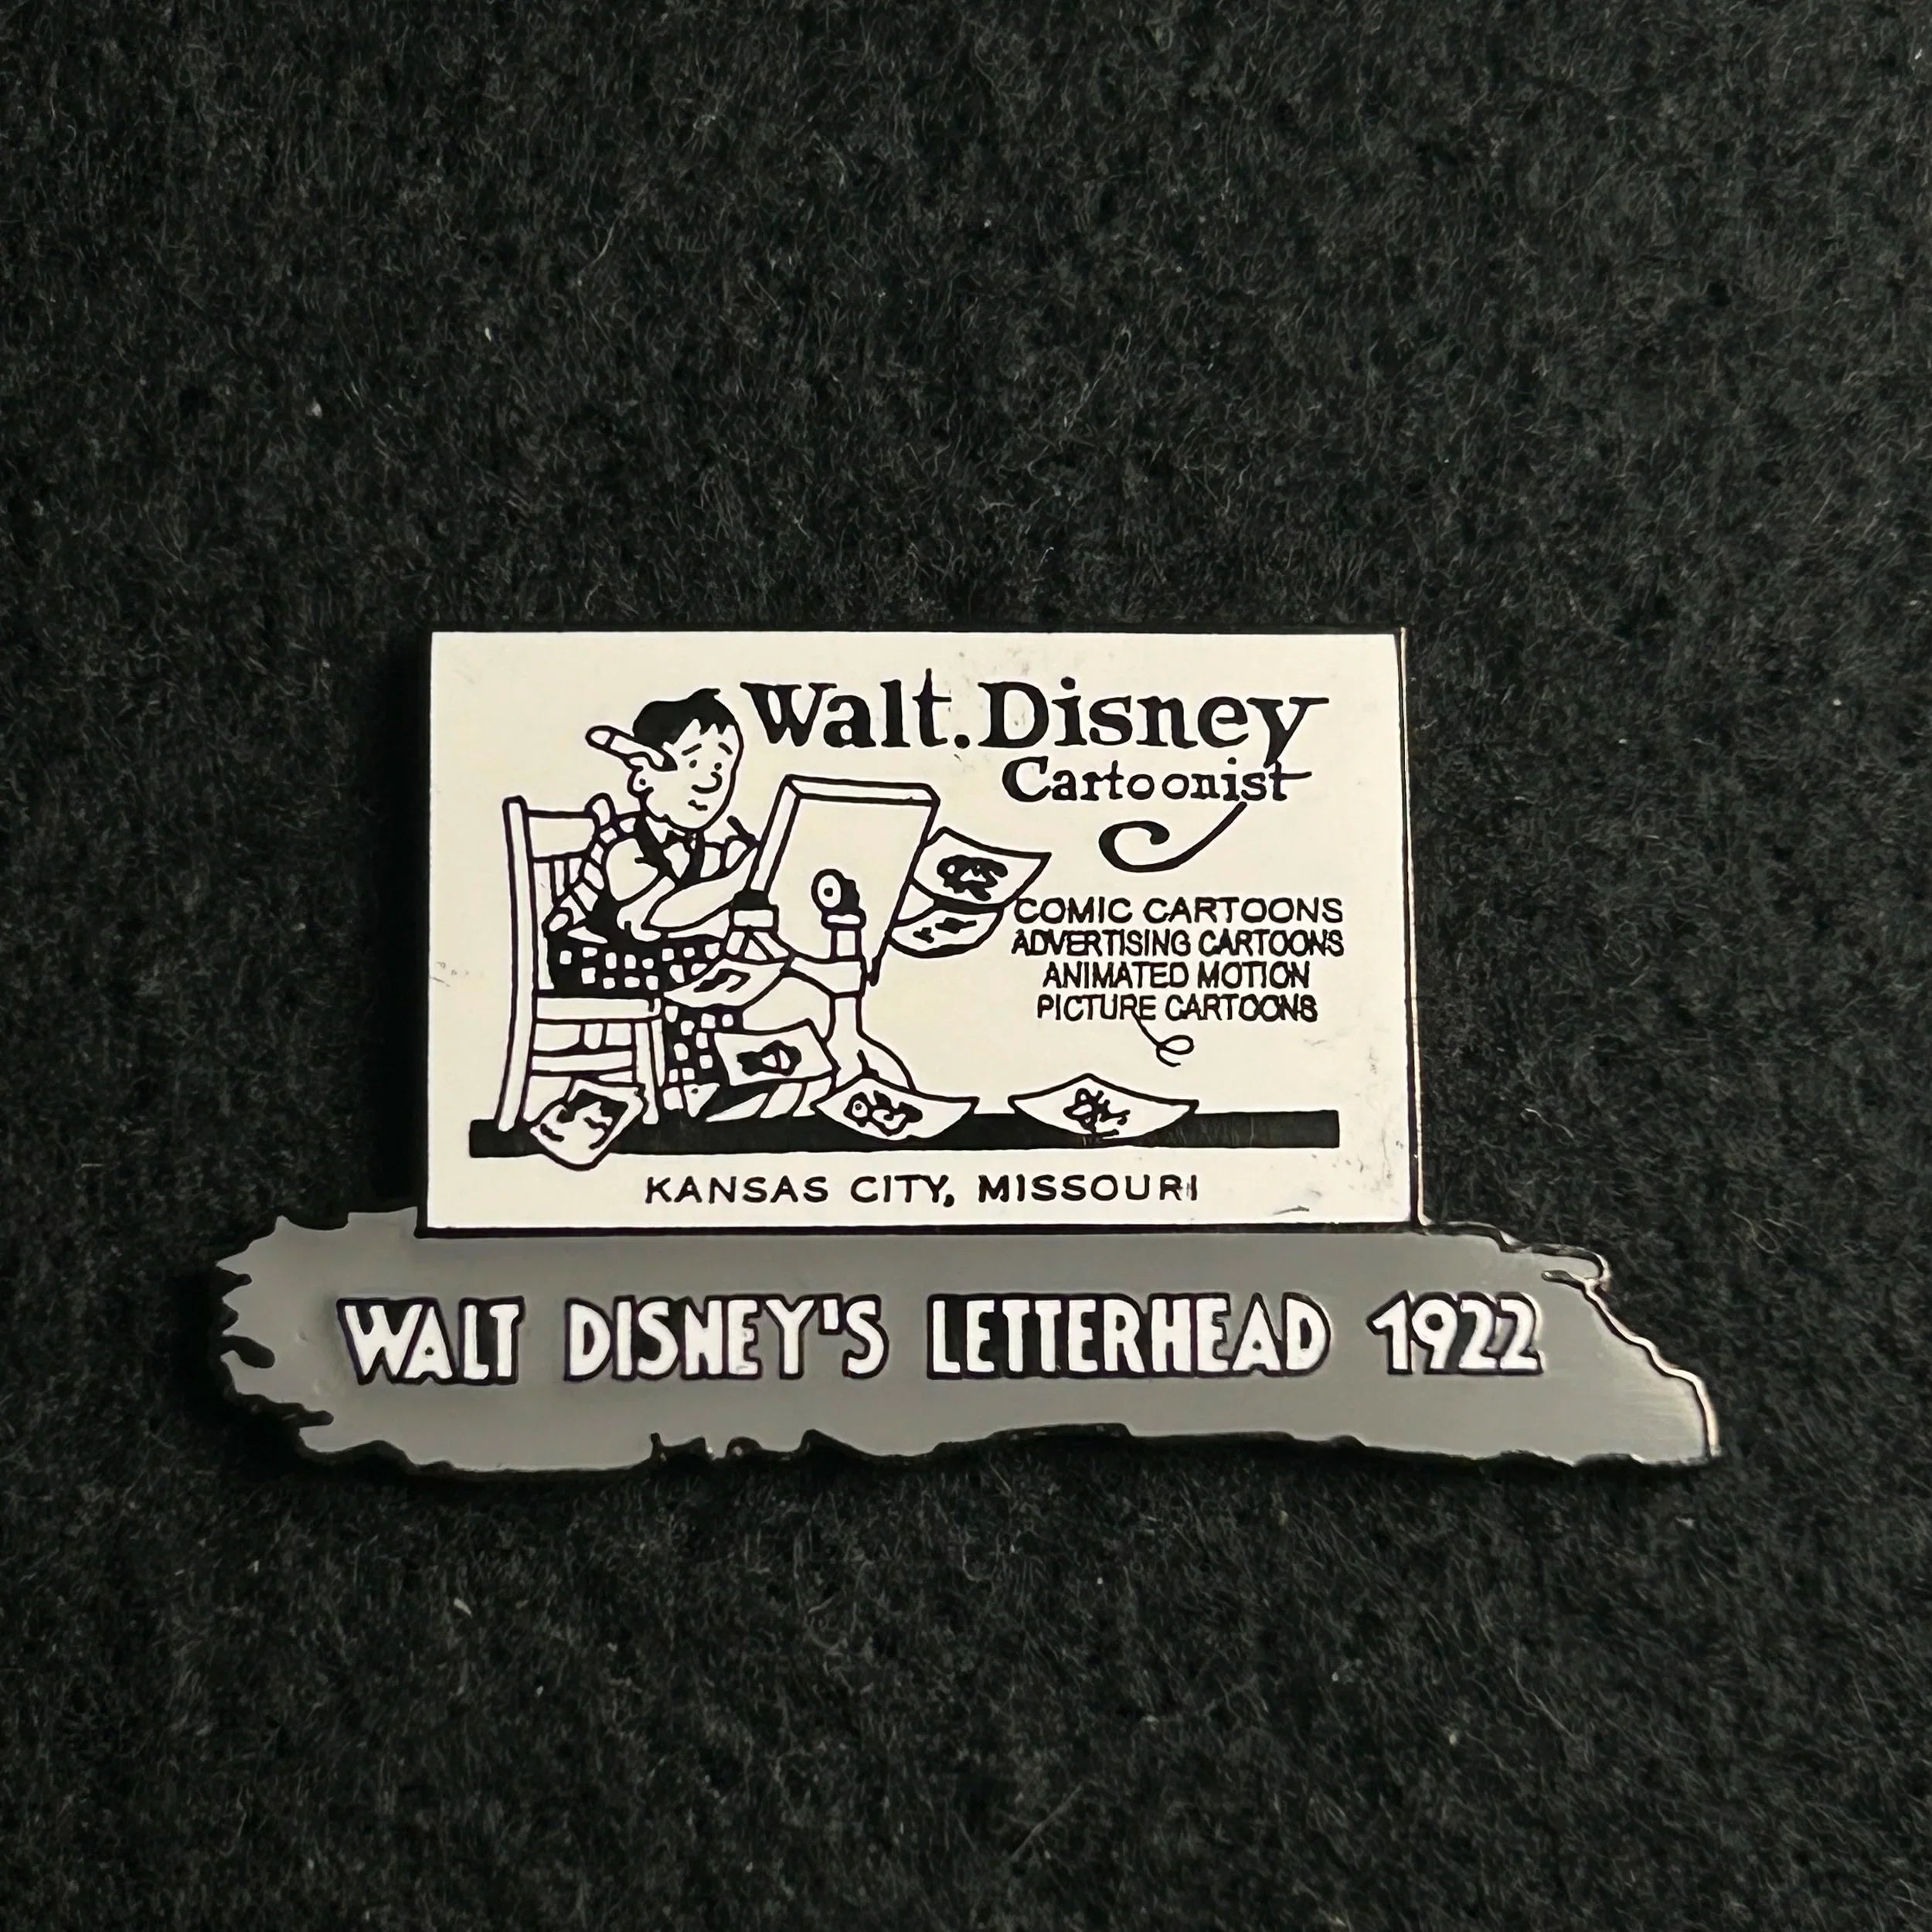 Walt. Disney
Cartoonist
COMIC CARTOONS
ADVERTISING CARTOONS
ANIMATED MOTION
PICTURE CARTOONS
KANSAS CITY, MISSOURI
WALT DISNEY'S LETTERHEAD 1922